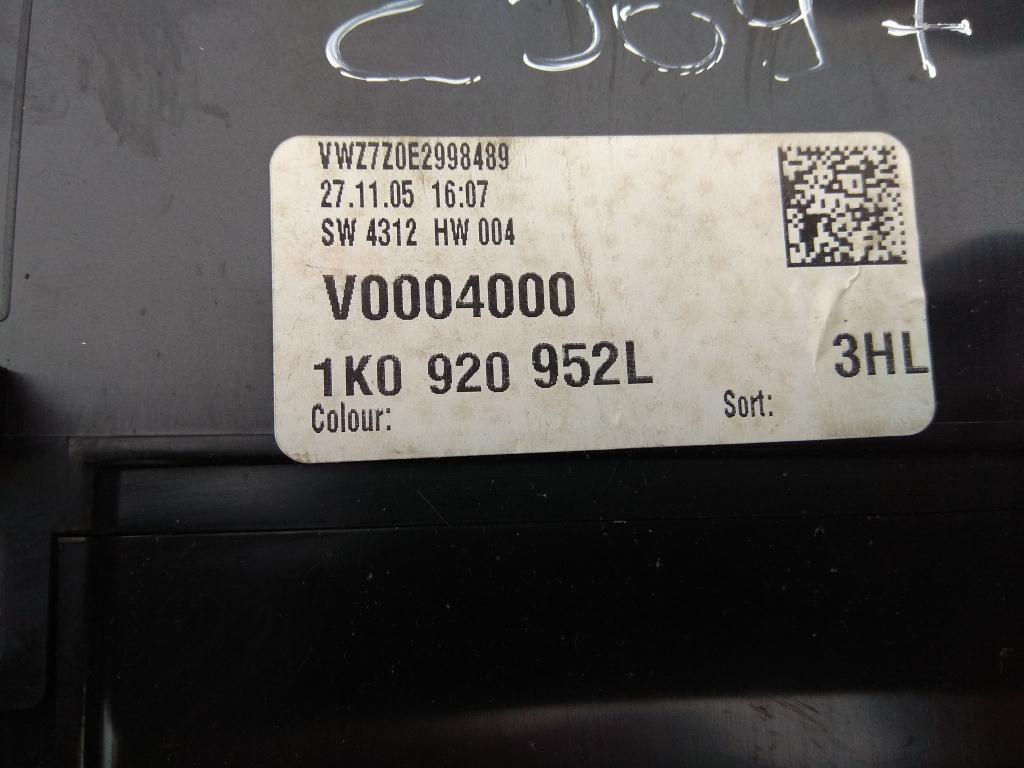 VWZ7Z0E2998489
27.11.05 16:07
SW 4312 HW 004
V0004000
1K0 920 952L
3HL
Colour:
Sort: